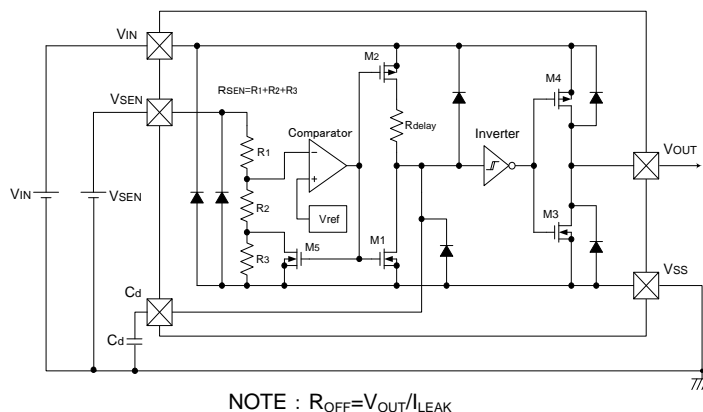 VIN
M2
M4
RSEN=R1+R2+R3
VSEN
Rdelay
Comparator
Inverter
R1
VOUT
−
+
VIN
VSEN
R2
Vref
M3
M5
M1
R3
VSS
Cd
Cd
NOTE : ROFF=VOUT/ILEAK